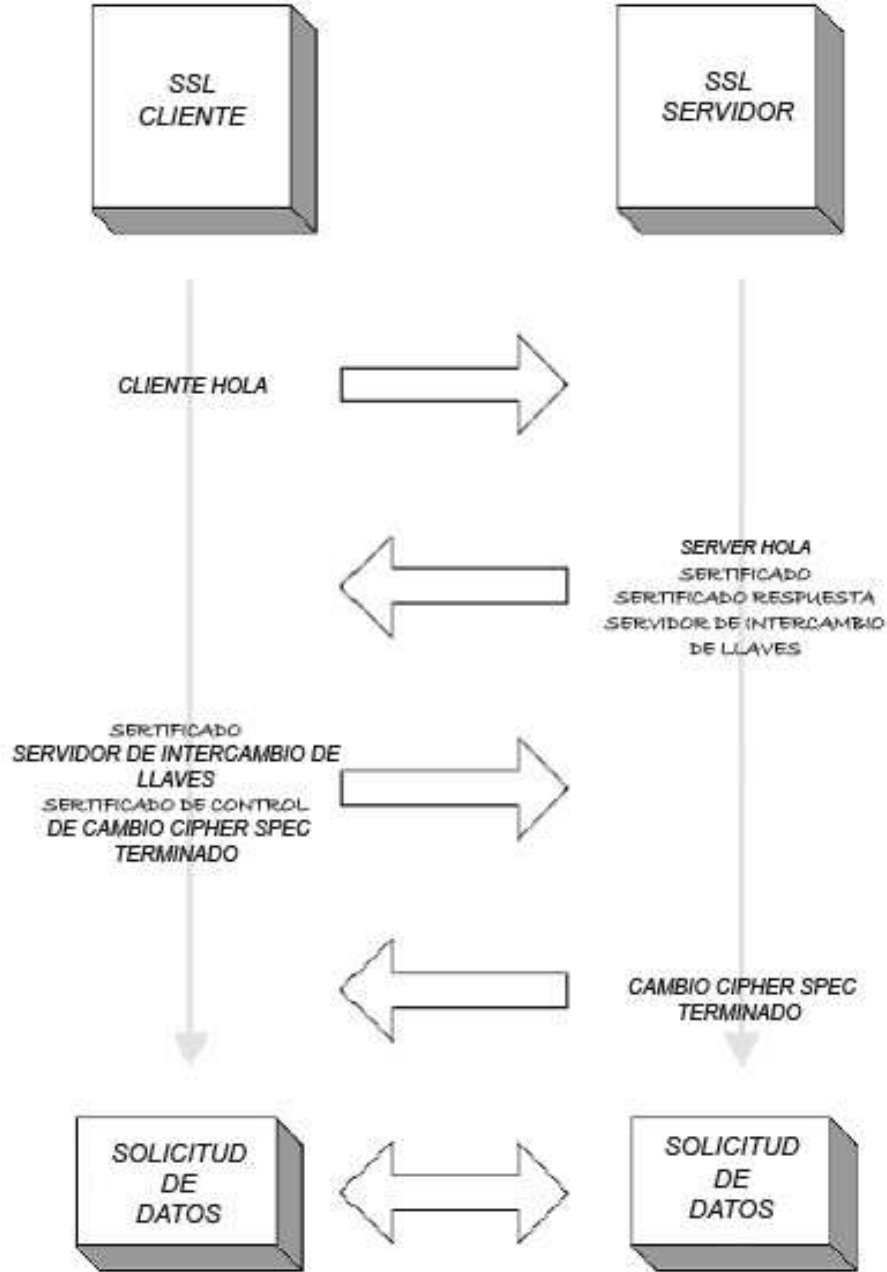 SSL
CLIENTE
SSL
SERVIDOR
CLIENTE HOLA
SERVER HOLA
SERTIFICADO
SERTIFICADO RESPUESTA
SERVIDOR DE INTERCAMBIO
DE LLAVES
SERTIFICADO
SERVIDOR DE INTERCAMBIO DE
LLAVES
SERTIFICADO DE CONTROL
DE CAMBIO CIPHER SPEC
TERMINADO
CAMBIO CIPHER SPEC
TERMINADO
SOLICITUD
DE
DATOS
SOLICITUD
DE
DATOS